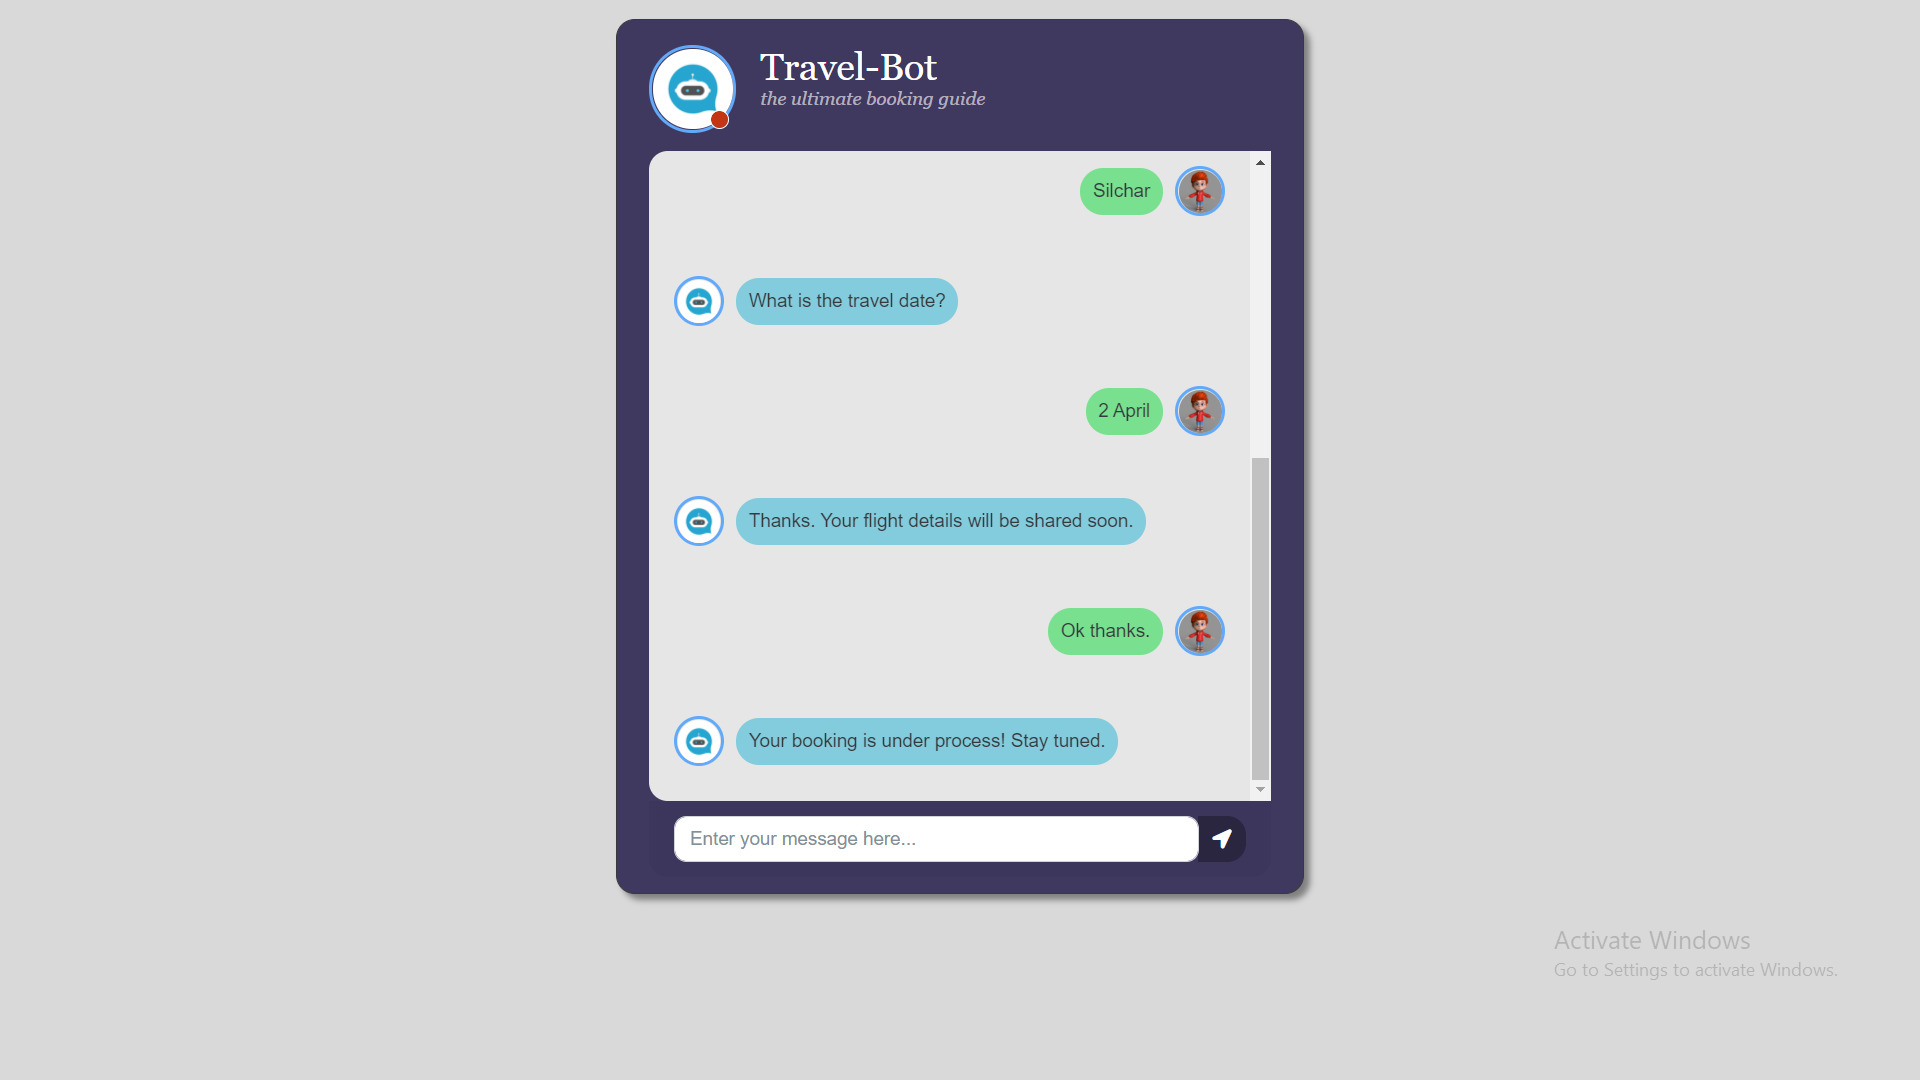 Travel-Bot
the ultimate booking guide
Silchar
What is the travel date?
2 April
Thanks. Your flight details will be shared soon.
Ok thanks.
Your booking is under process! Stay tuned.
Enter your message here...
Activate Windows
Go to Settings to activate Windows.